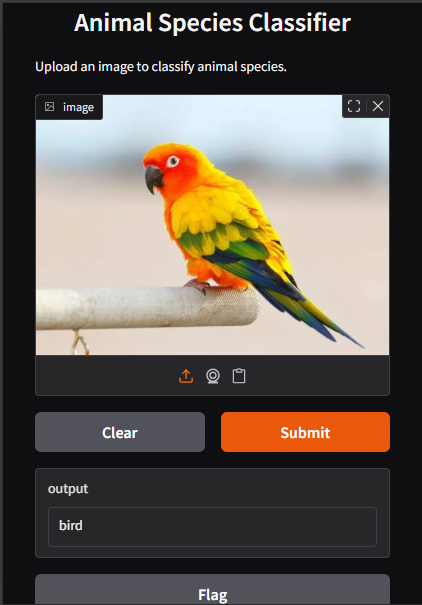 Animal Species Classifier
Upload an image to classify animal species.
image
Clear
Submit
output
bird
Flag